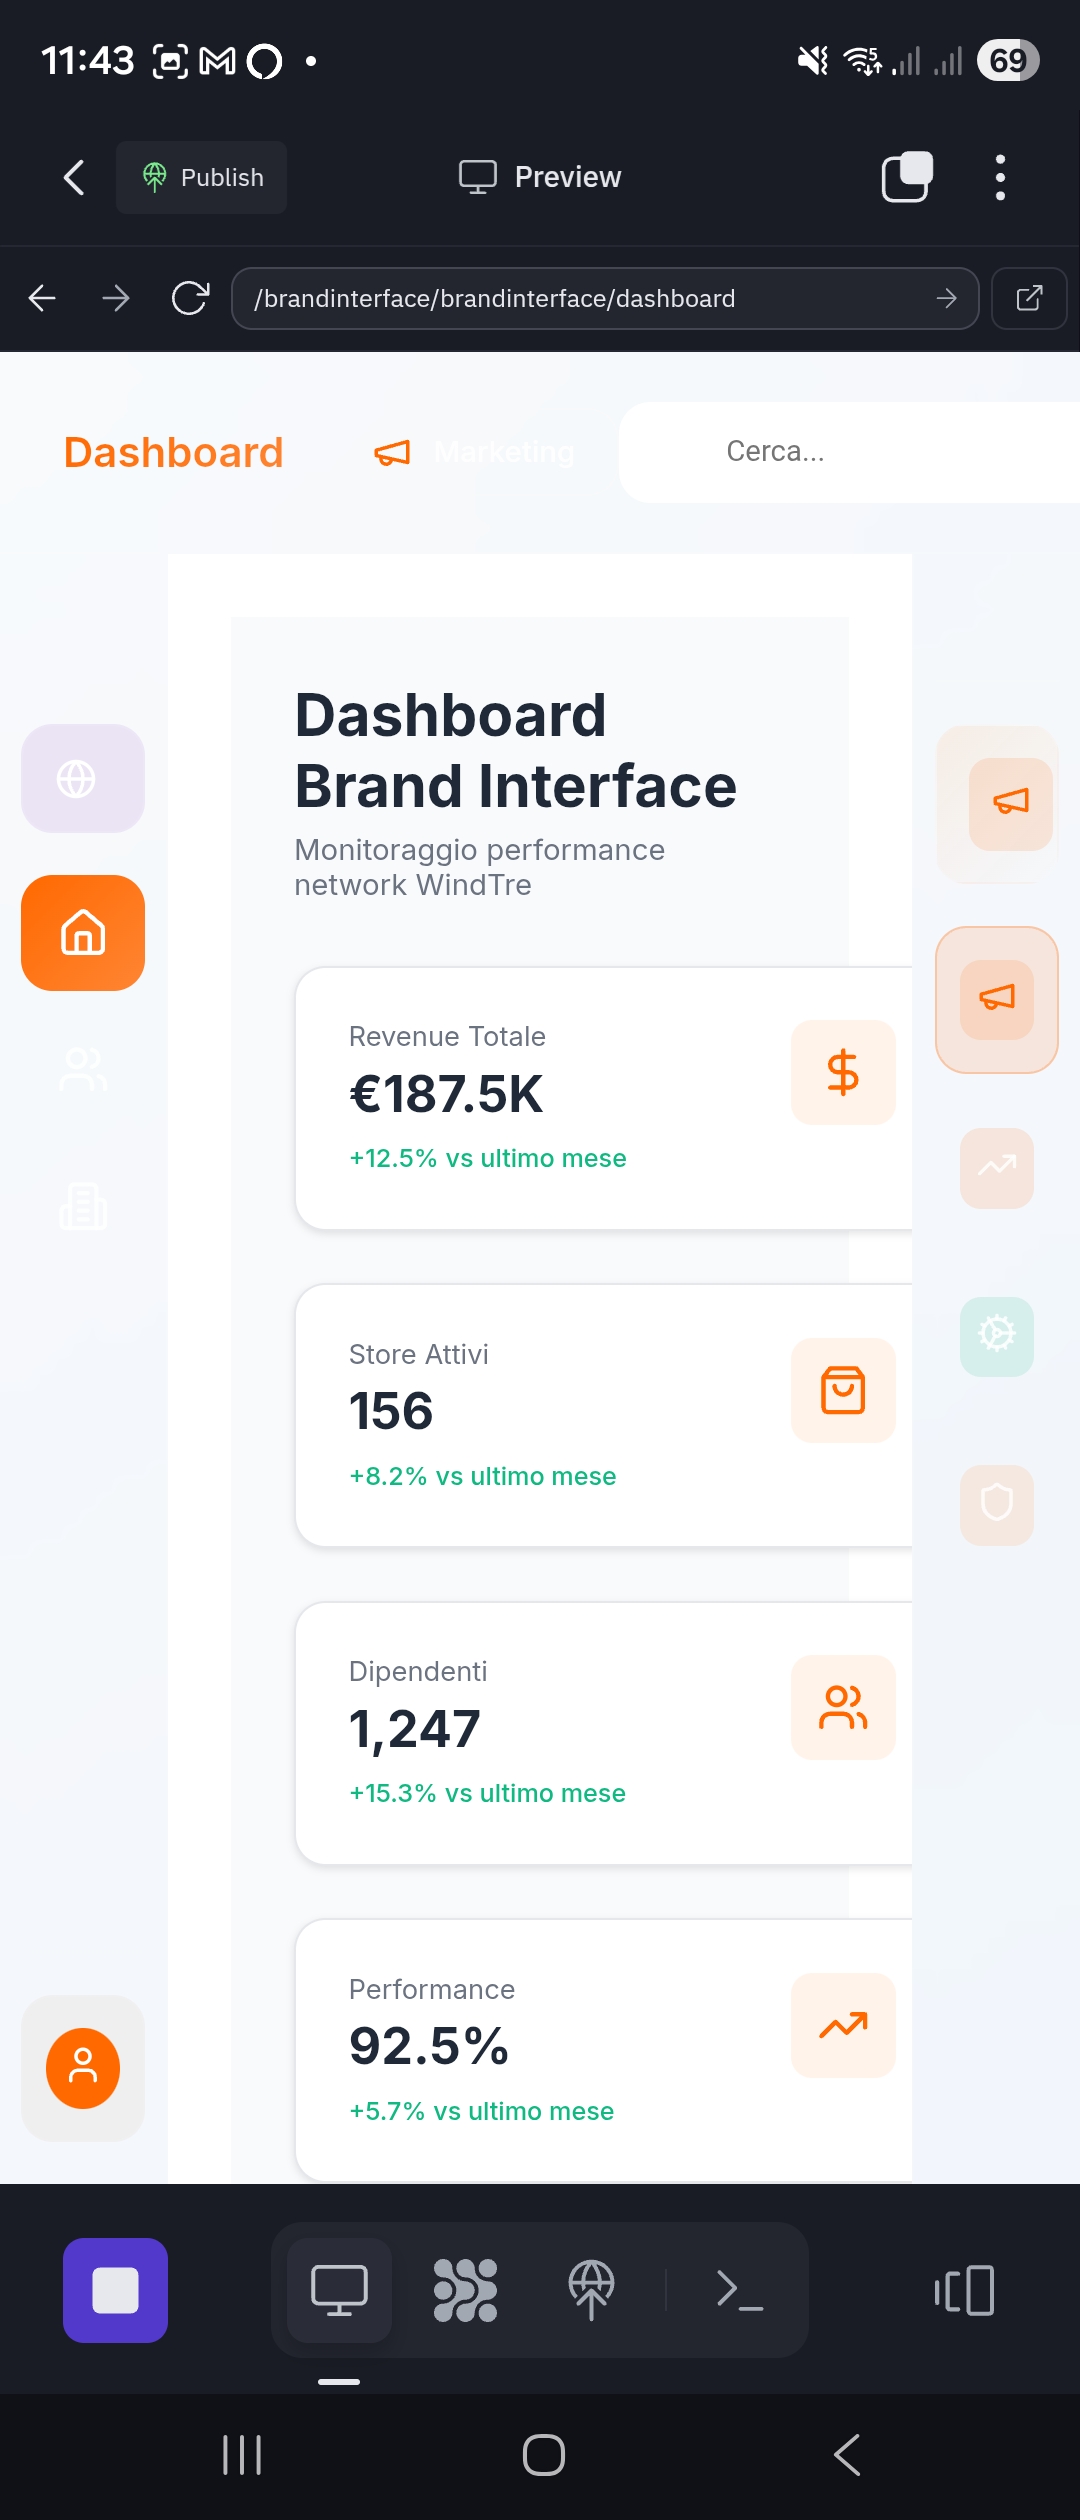 11:43
5
69
Publish
Preview
/brandinterface/brandinterface/dashboard
Dashboard
Marketing
Cerca...
Dashboard
Brand Interface
Monitoraggio performance
network WindTre
Revenue Totale
€187.5K
+12.5% vs ultimo mese
Store Attivi
156
+8.2% vs ultimo mese
Dipendenti
1,247
+15.3% vs ultimo mese
Performance
92.5%
+5.7% vs ultimo mese